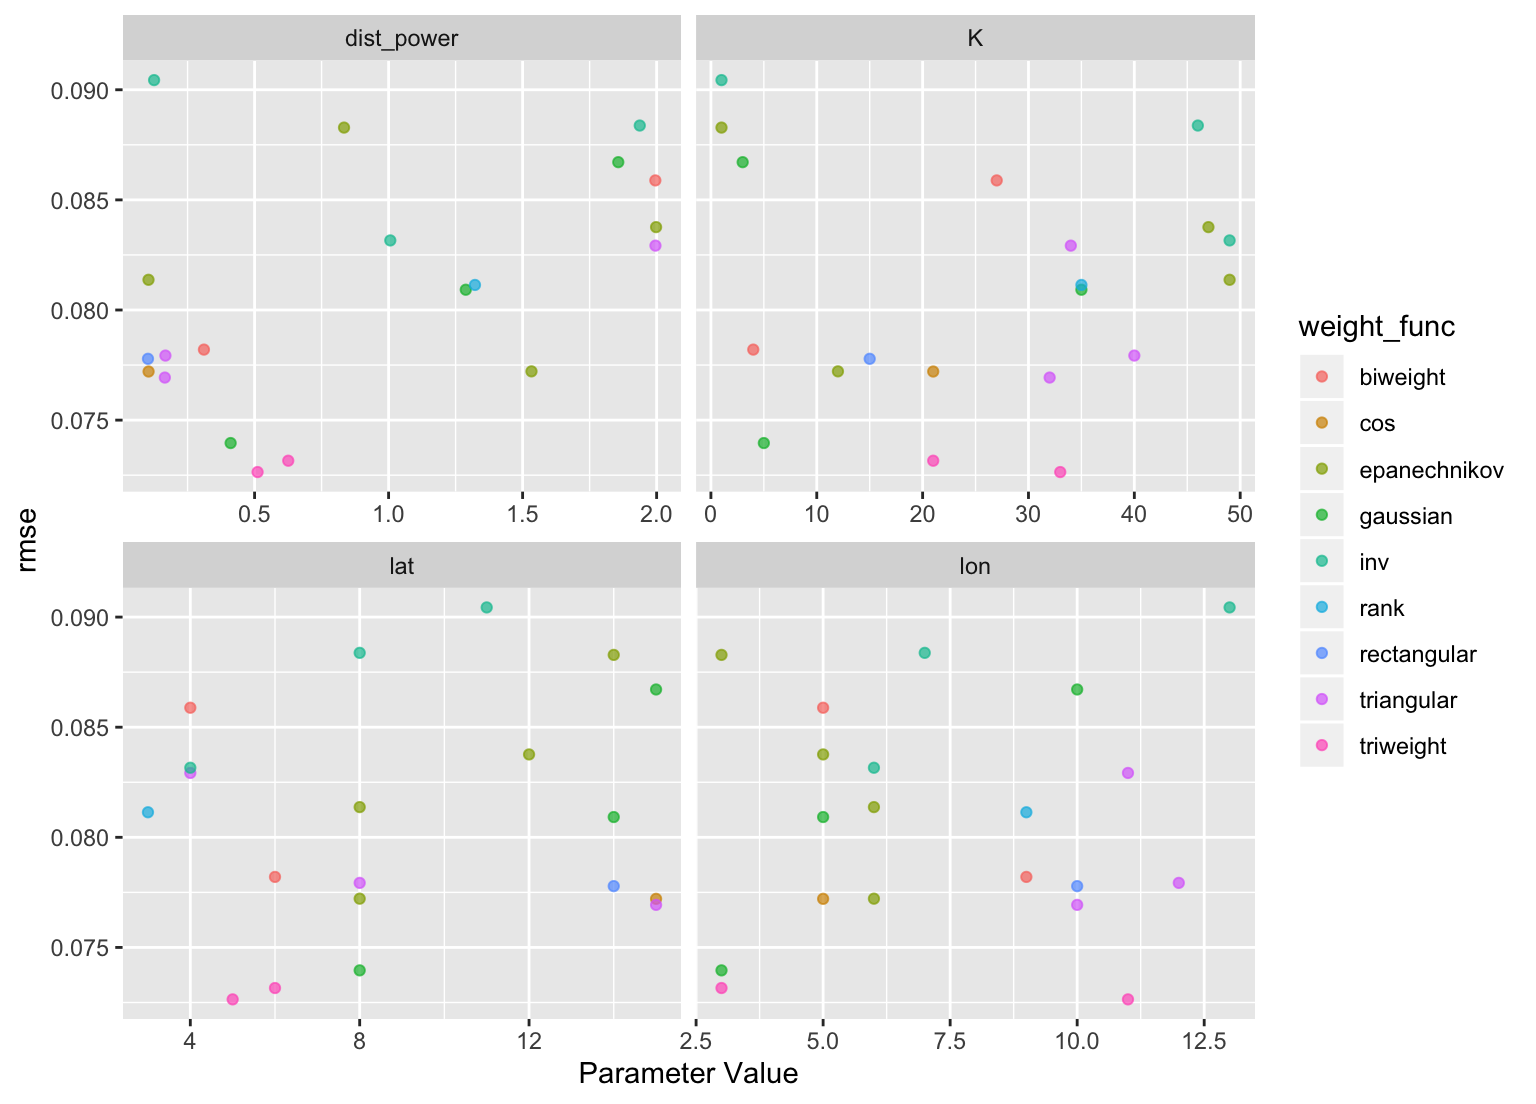 dist_power K
0.090
0.085
0.080
0.075
0.5 1.0 1.5 2.0 0 10 20 30 40 50
lat lon
0.090
0.085
0.080
0.075
4 8 12 2.5 5.0 7.5 10.0 12.5
Parameter Value
rmse
weight_func
biweight
cos
epanechnikov
gaussian
inv
rank
rectangular
triangular
triweight